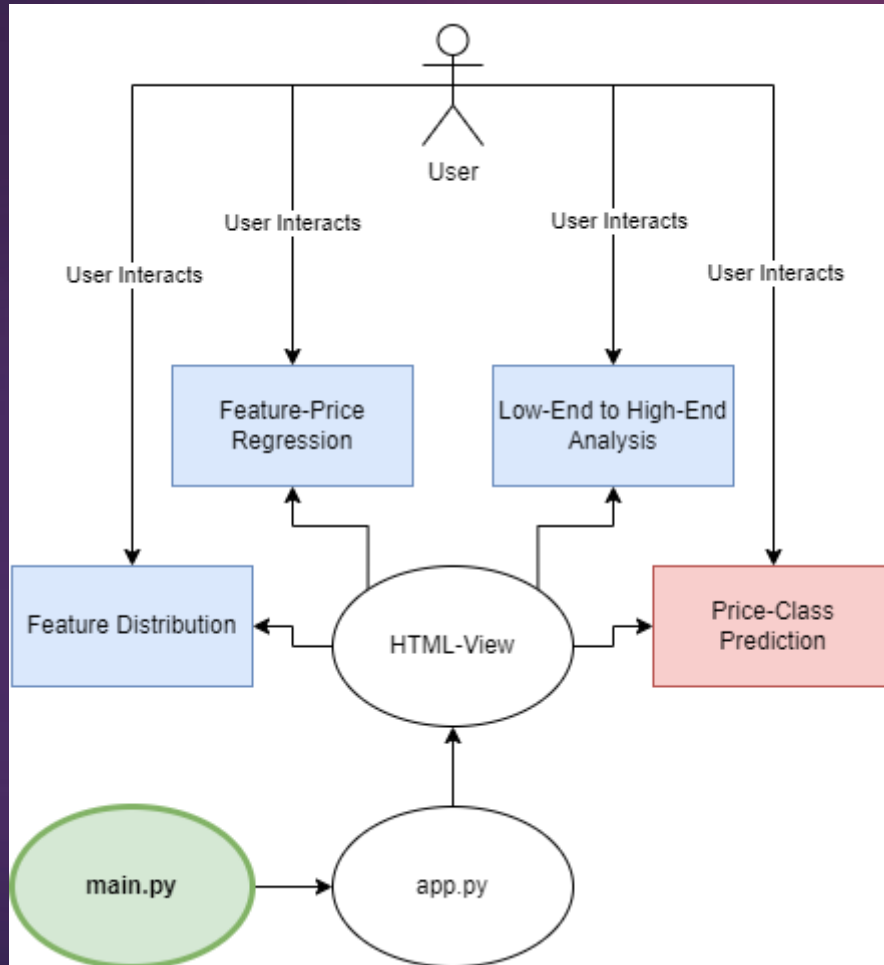 User
User Interacts
User Interacts
User Interacts
User Interacts
Feature-Price
Regression
Low-End to High-End
Analysis
Feature Distribution
HTML-View
Price-Class
Prediction
main.py
app.py